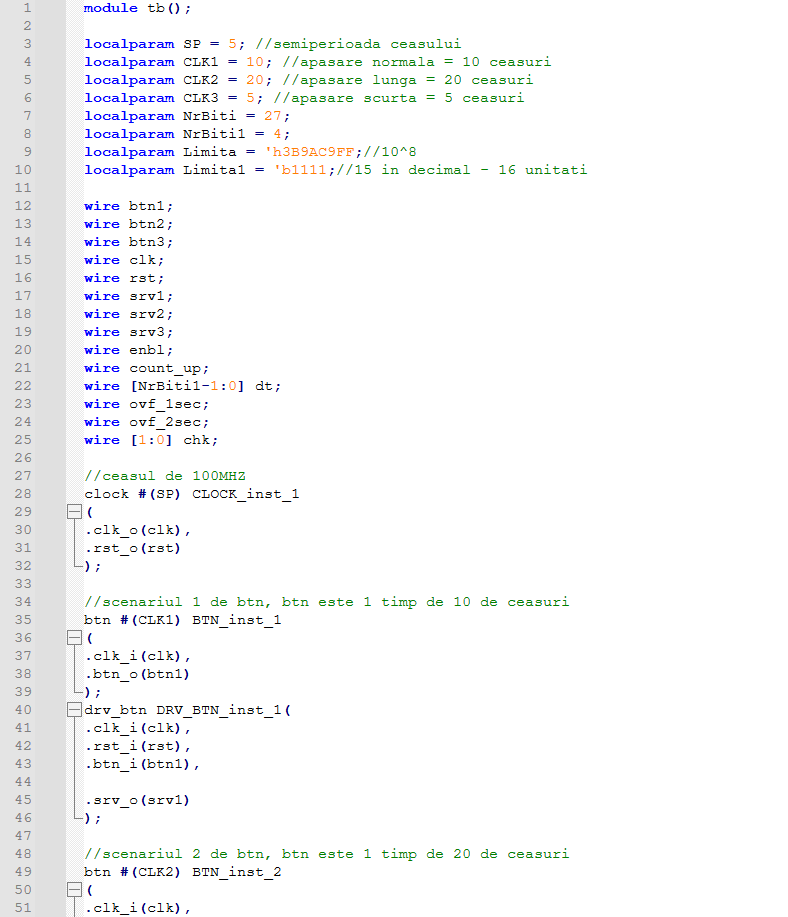 1 module tb();
2
3 localparam SP = 5; //semiperioada ceasului
4 localparam CLK1 = 10; //apasare normala = 10 ceasuri
5 localparam CLK2 = 20; //apasare lunga = 20 ceasuri
6 localparam CLK3 = 5; //apasare scurta = 5 ceasuri
7 localparam NrBiti = 27;
8 localparam NrBiti1 = 4;
9 localparam Limita = 'h3B9AC9FF;//10^8
10 localparam Limita1 = 'b1111;//15 in decimal - 16 unitati
11
12 wire btn1;
13 wire btn2;
14 wire btn3;
15 wire clk;
16 wire rst;
17 wire srv1;
18 wire srv2;
19 wire srv3;
20 wire enbl;
21 wire count_up;
22 wire [NrBiti1-1:0] dt;
23 wire ovf_1sec;
24 wire ovf_2sec;
25 wire [1:0] chk;
26
27 //ceasul de 100MHZ
28 clock #(SP) CLOCK_inst_1
29 (
30 .clk_o(clk),
31 .rst_o(rst)
32 );
33
34 //scenariul 1 de btn, btn este 1 timp de 10 de ceasuri
35 btn #(CLK1) BTN_inst_1
36 (
37 .clk_i(clk),
38 .btn_o(btn1)
39 );
40 drv_btn DRV_BTN_inst_1(
41 .clk_i(clk),
42 .rst_i(rst),
43 .btn_i(btn1),
44
45 .srv_o(srv1)
46 );
47
48 //scenariul 2 de btn, btn este 1 timp de 20 de ceasuri
49 btn #(CLK2) BTN_inst_2
50 (
51 .clk_i(clk),